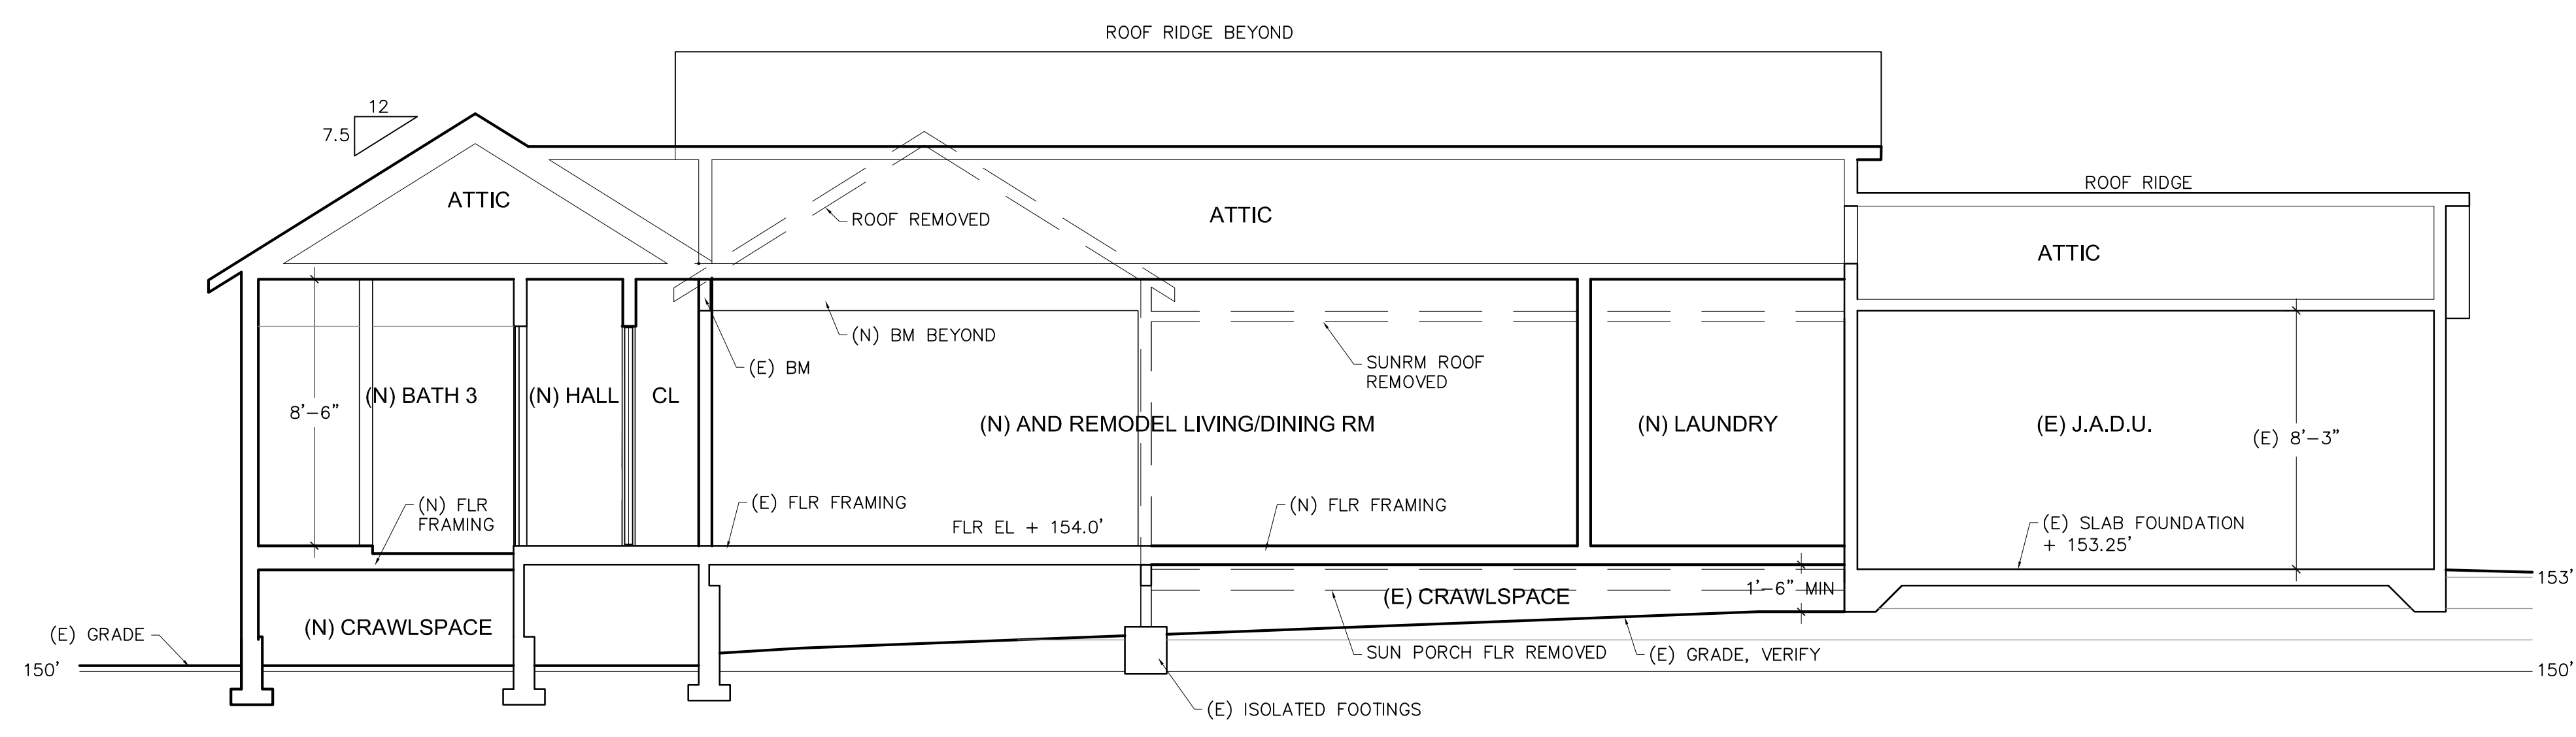 ROOF RIDGE BEYOND
12
7.5
ROOF RIDGE
ATTIC
ROOF REMOVED
ATTIC
ATTIC
(N) BM BEYOND
(E) BM
SUNRM ROOF
REMOVED
8'-6"
(N) BATH 3
(N) HALL
CL
(N) AND REMODEL LIVING/DINING RM
(N) LAUNDRY
(E) J.A.D.U.
(E) 8'-3"
(N) FLR
FRAMING
(E) FLR FRAMING
FLR EL + 154.0'
(N) FLR FRAMING
(E) SLAB FOUNDATION
+ 153.25'
153'
1'-6" MIN
(E) CRAWLSPACE
(N) CRAWLSPACE
(E) GRADE
SUN PORCH FLR REMOVED
(E) GRADE, VERIFY
150'
150'
(E) ISOLATED FOOTINGS